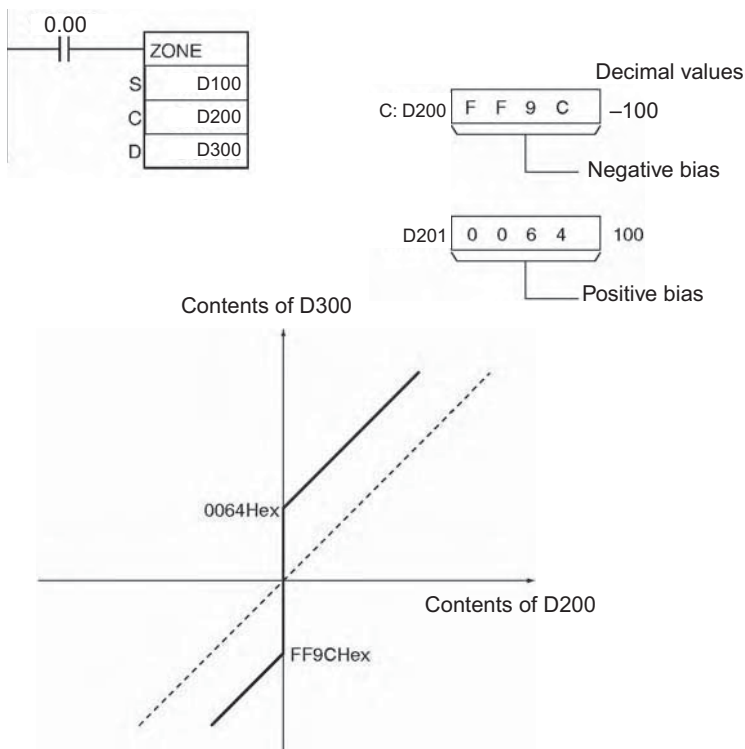 0.00
ZONE
S D100
C D200
D D300
Decimal values
C: D200 F F 9 C –100
Negative bias
D201 0 0 6 4 100
Positive bias
Contents of D300
0064Hex
Contents of D200
FF9CHex